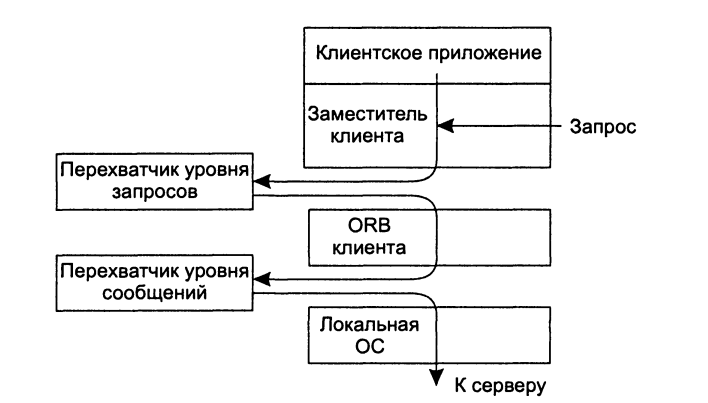 Клиентское приложение
Заместитель
клиента
Запрос
Перехватчик уровня
запросов
ORB
клиента
Перехватчик уровня
сообщений
Локальная
ОС
К серверу